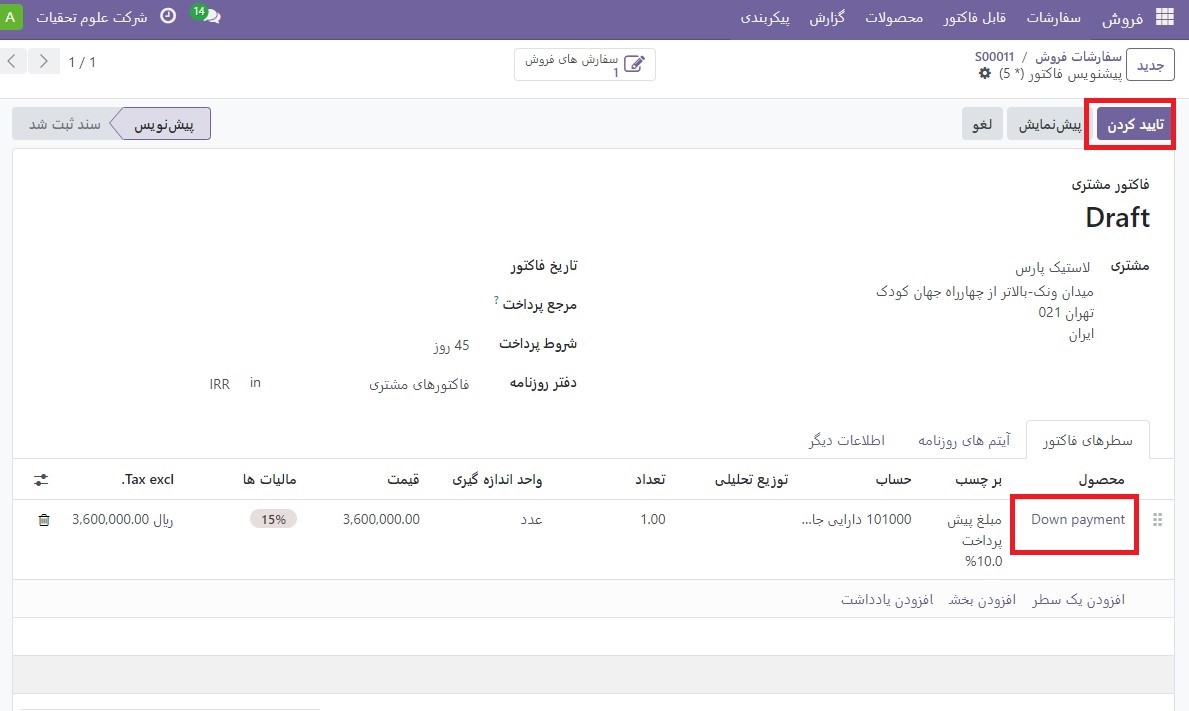 فروش سفارشات قابل فاکتور محصولات گزارش پیکربندی 14 شرکت علوم تحقیات A
جدید سفارشات فروش / S00011 سفارش های فروش 1 1 / 1
پیشنویس فاکتور (* 5)
تایید کردن پیش‌نمایش لغو پیش‌نویس سند ثبت شد
فاکتور مشتری
Draft
مشتری لاستیک پارس
میدان ونک-بالاتر از چهارراه جهان کودک
تهران 021
ایران
تاریخ فاکتور
مرجع پرداخت ?
شروط پرداخت 45 روز
دفتر روزنامه فاکتورهای مشتری in IRR
سطرهای فاکتور آیتم های روزنامه اطلاعات دیگر
محصول بر چسب حساب توزیع تحلیلی تعداد واحد اندازه گیری قیمت مالیات ها Tax excl.
Down payment مبلغ پیش 101000 دارایی جا... 1.00 عدد 3,600,000.00 15% ریال 3,600,000.00
پرداخت
%10.0
افزودن یک سطر افزودن بخش افزودن یادداشت